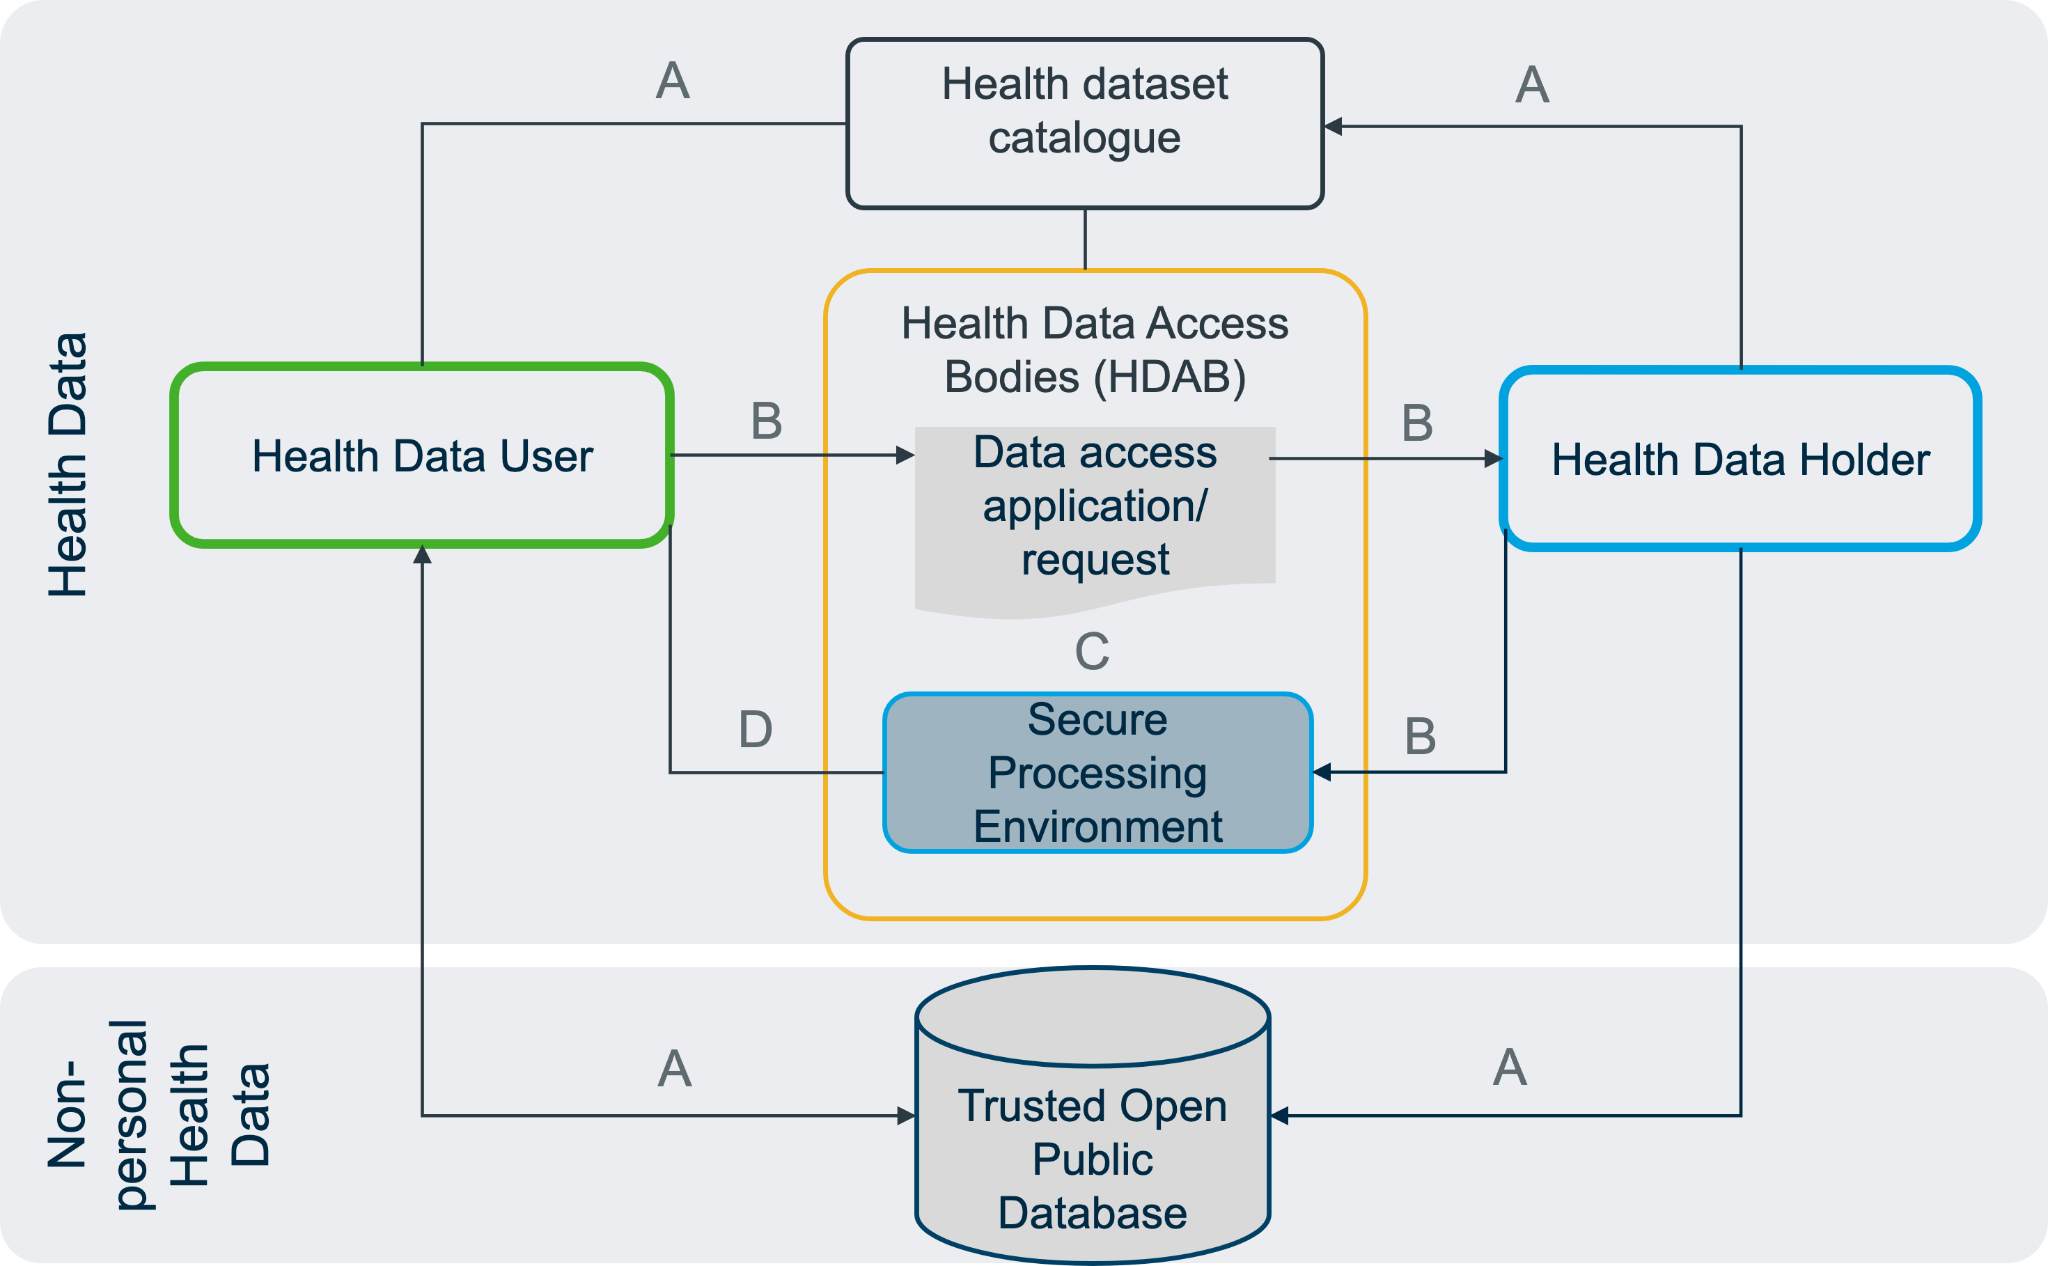 A
Health dataset
catalogue
A
Health Data
Health Data Access
Bodies (HDAB)
Health Data User
B
Data access
application/
request
B
Health Data Holder
C
D
Secure
Processing
Environment
B
Non-
personal
Health
Data
A
Trusted Open
Public
Database
A